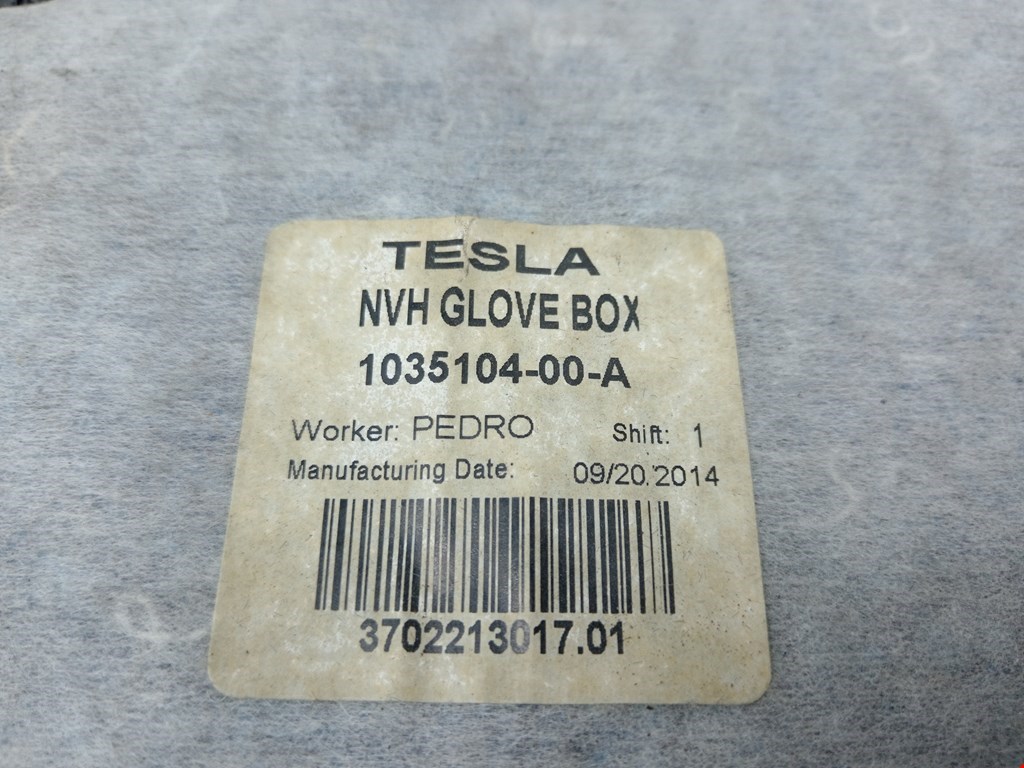 TESLA
NVH GLOVE BOX
1035104-00-A
Worker: PEDRO Shift: 1
Manufacturing Date: 09/20/2014
3702213017.01